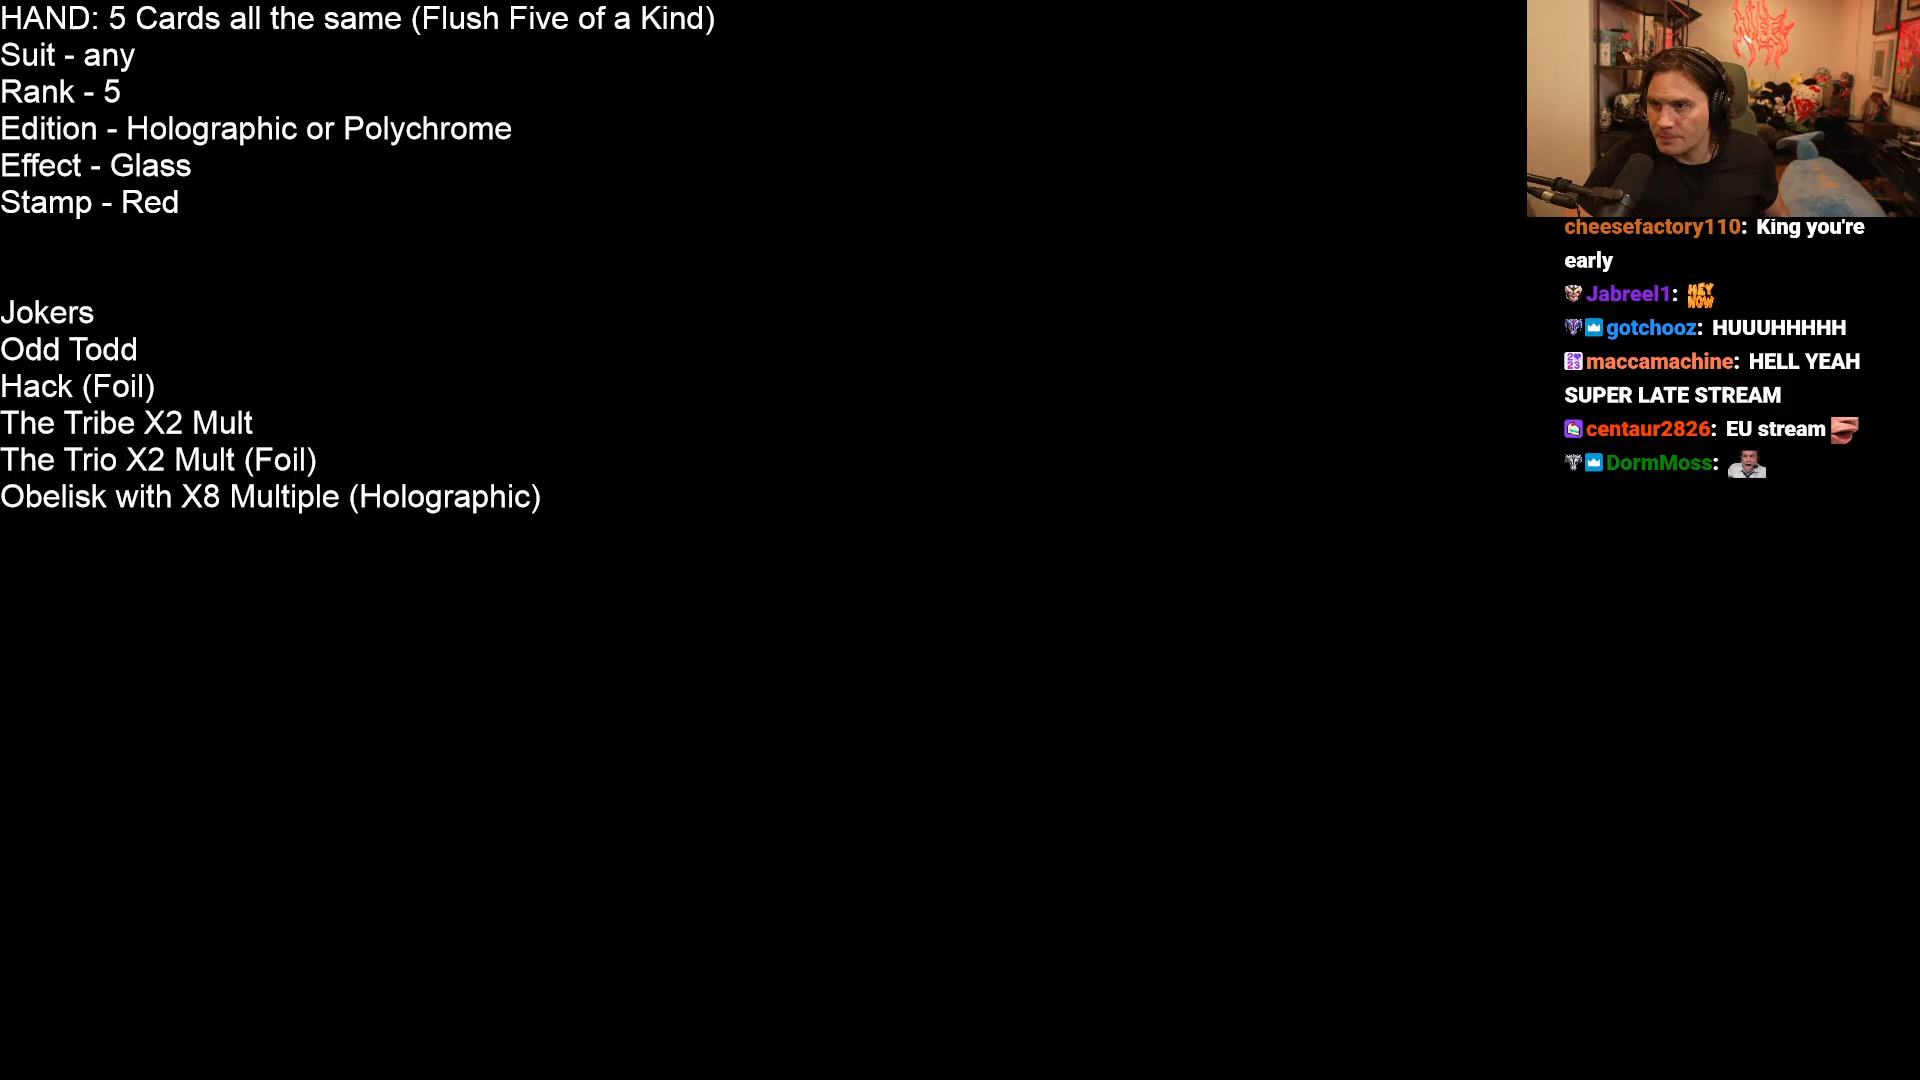 HAND: 5 Cards all the same (Flush Five of a Kind)
Suit - any
Rank - 5
Edition - Holographic or Polychrome
Effect - Glass
Stamp - Red
Jokers
Odd Todd
Hack (Foil)
The Tribe X2 Mult
The Trio X2 Mult (Foil)
Obelisk with X8 Multiple (Holographic)
cheesefactory110: King you're
early
Jabreel1: HEY NOW
gotchooz: HUUUHHHHH
maccamachine: HELL YEAH
SUPER LATE STREAM
centaur2826: EU stream
DormMoss: